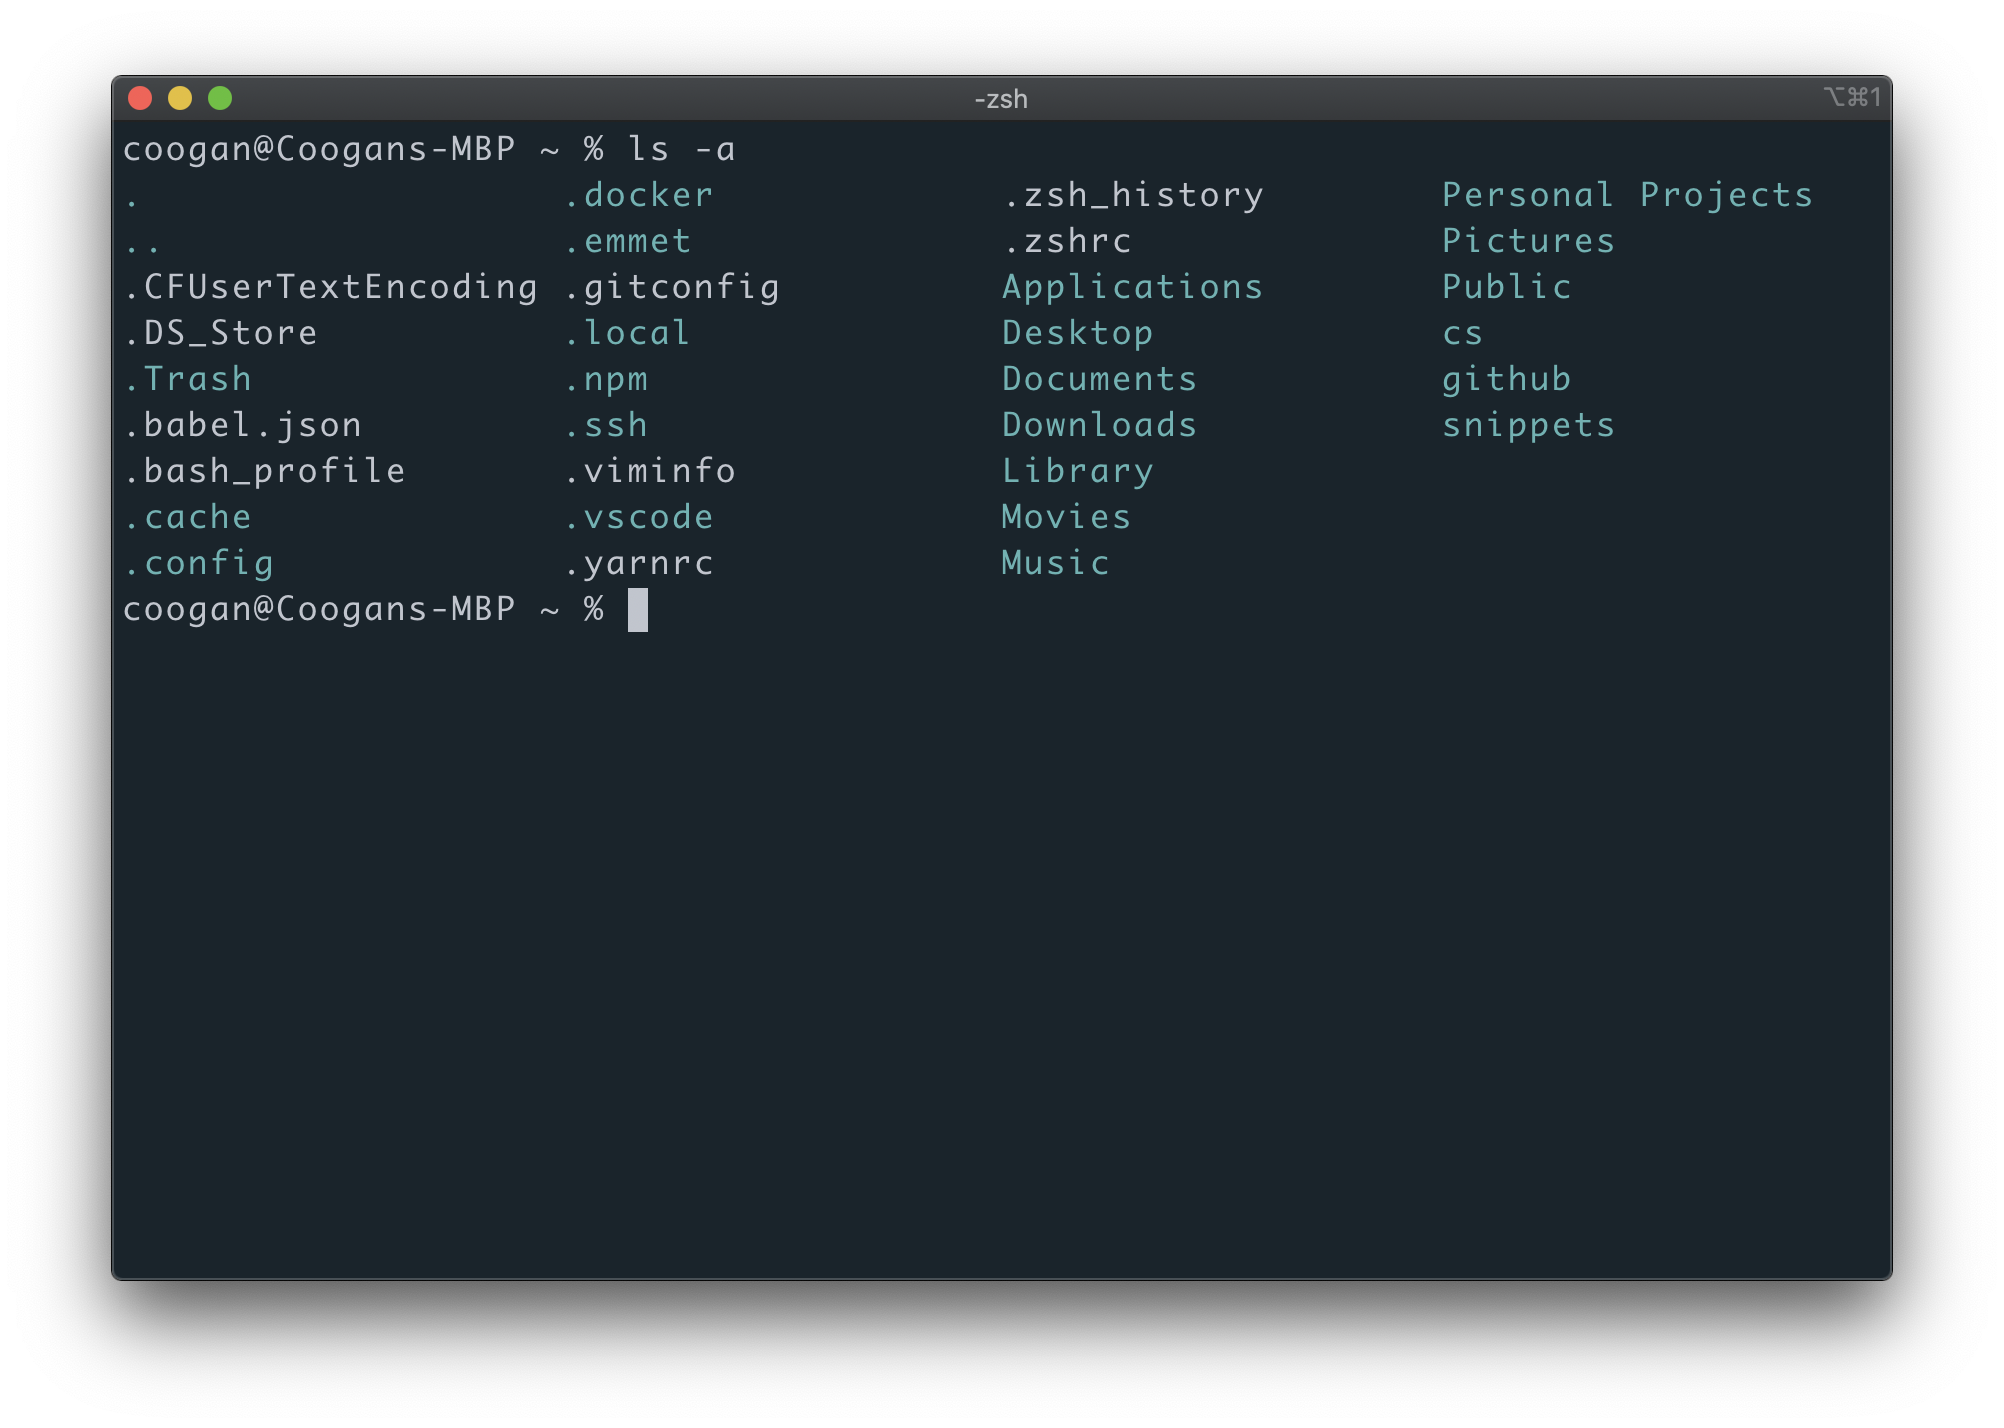 -zsh ⌥⌘1
coogan@Coogans-MBP ~ % ls -a
. .docker .zsh_history Personal Projects
.. .emmet .zshrc Pictures
.CFUserTextEncoding .gitconfig Applications Public
.DS_Store .local Desktop cs
.Trash .npm Documents github
.babel.json .ssh Downloads snippets
.bash_profile .viminfo Library
.cache .vscode Movies
.config .yarnrc Music
coogan@Coogans-MBP ~ %